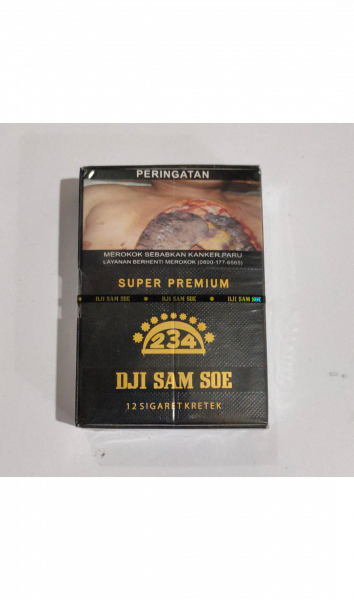 PERINGATAN
MEROKOK SEBABKAN KANKER PARU
LAYANAN BERHENTI MEROKOK (0800-177-6565)
SUPER PREMIUM
DJI SAM SOE DJI SAM SOE DJI SAM SOE
234
DJI SAM SOE
12 SIGARET KRETEK